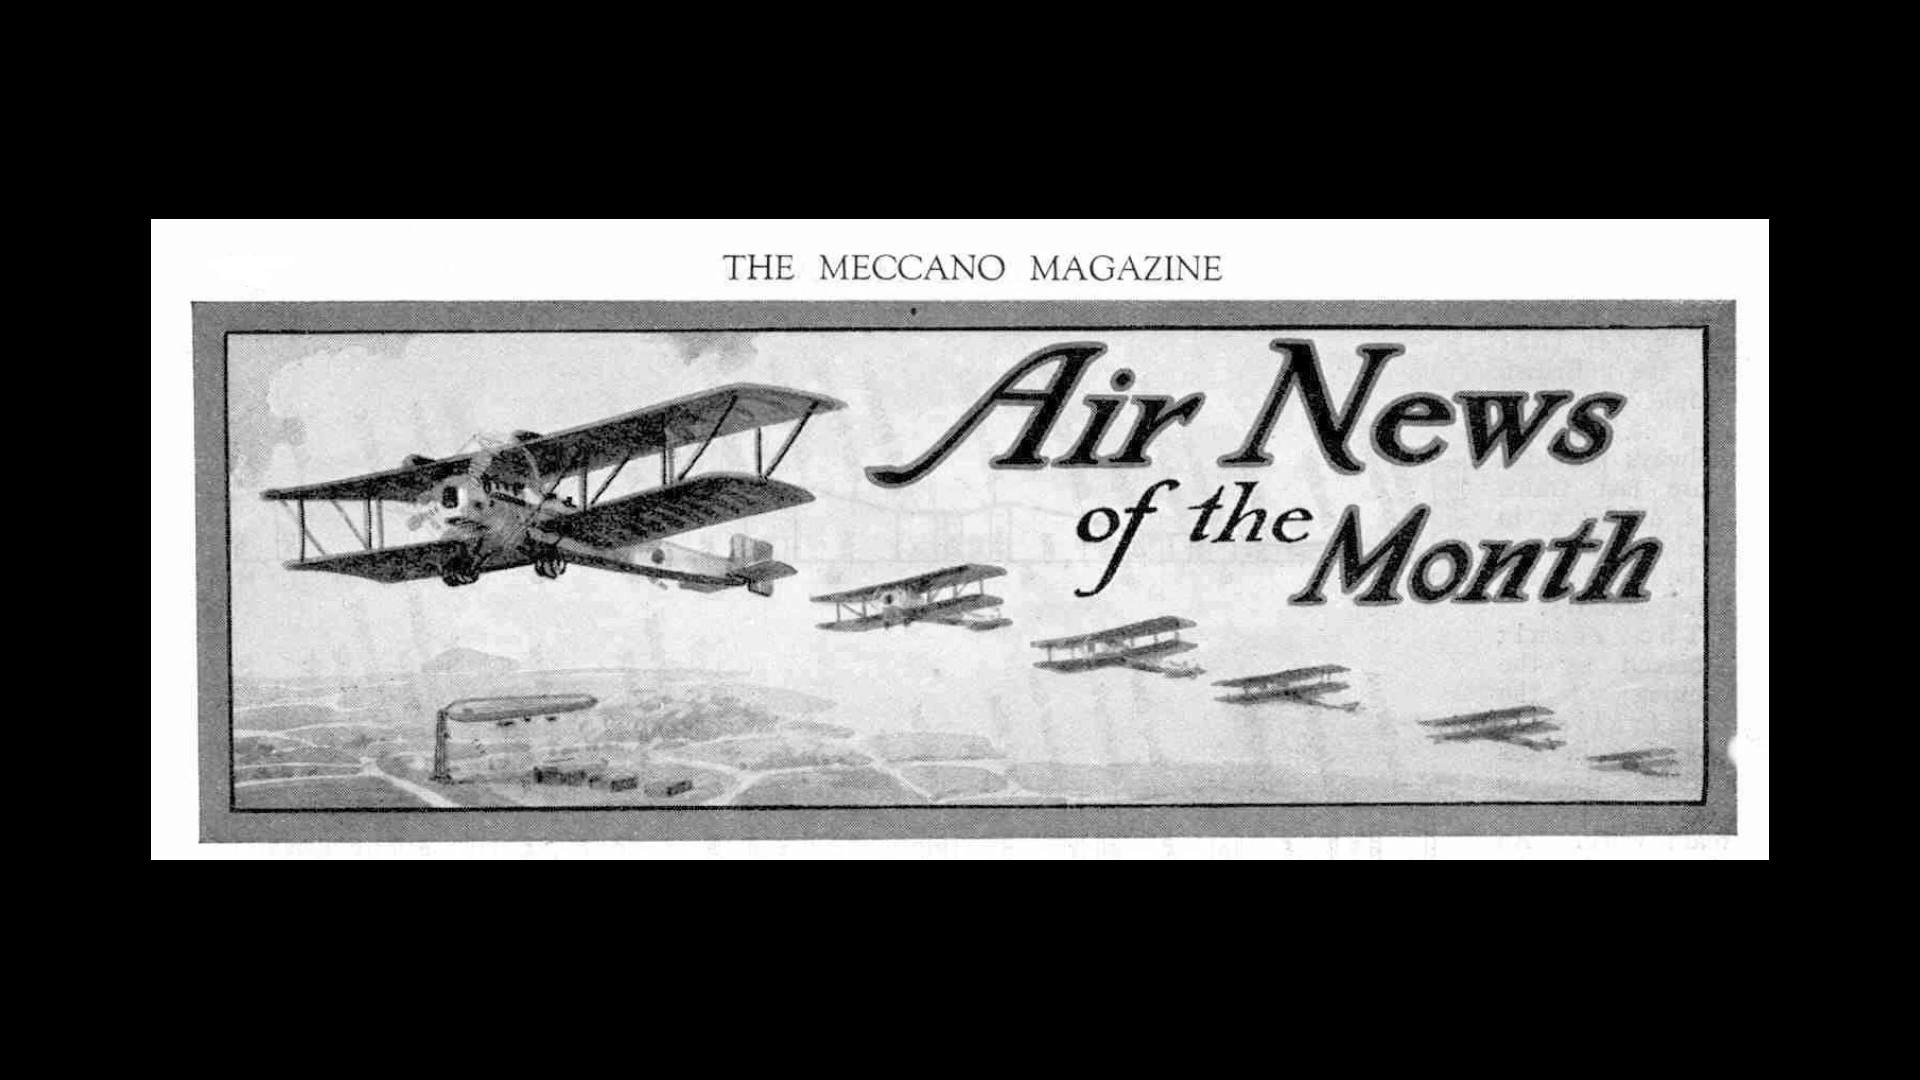 THE MECCANO MAGAZINE
Air News
of the
Month